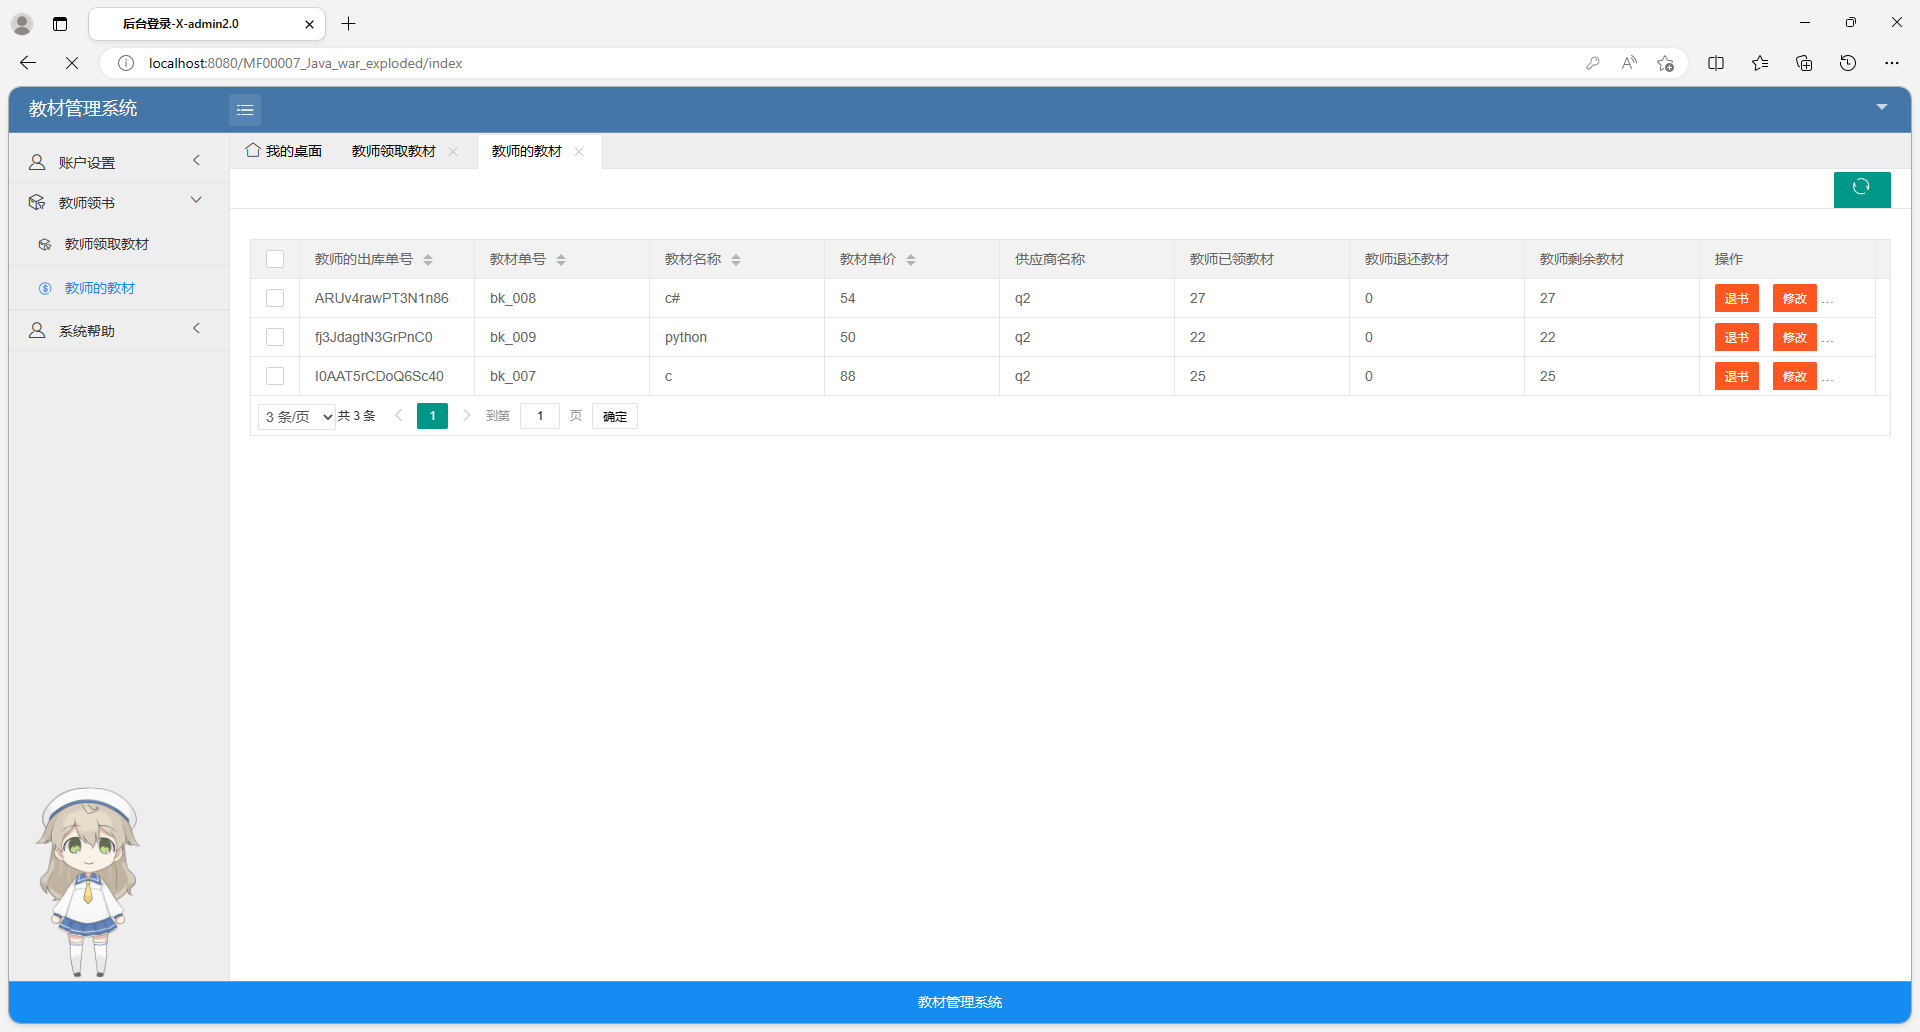 后台登录-X-admin2.0
localhost:8080/MF00007_Java_war_exploded/index
教材管理系统
我的桌面 教师领取教材 教师的教材
账户设置
教师领书
教师领取教材
教师的教材
系统帮助
教师的出库单号 教材单号 教材名称 教材单价 供应商名称 教师已领教材 教师退还教材 教师剩余教材 操作
ARUv4rawPT3N1n86 bk_008 c# 54 q2 27 0 27 退书 修改 ...
fj3JdagtN3GrPnC0 bk_009 python 50 q2 22 0 22 退书 修改 ...
I0AAT5rCDoQ6Sc40 bk_007 c 88 q2 25 0 25 退书 修改 ...
3 条/页 共 3 条 1 到第 1 页 确定
教材管理系统